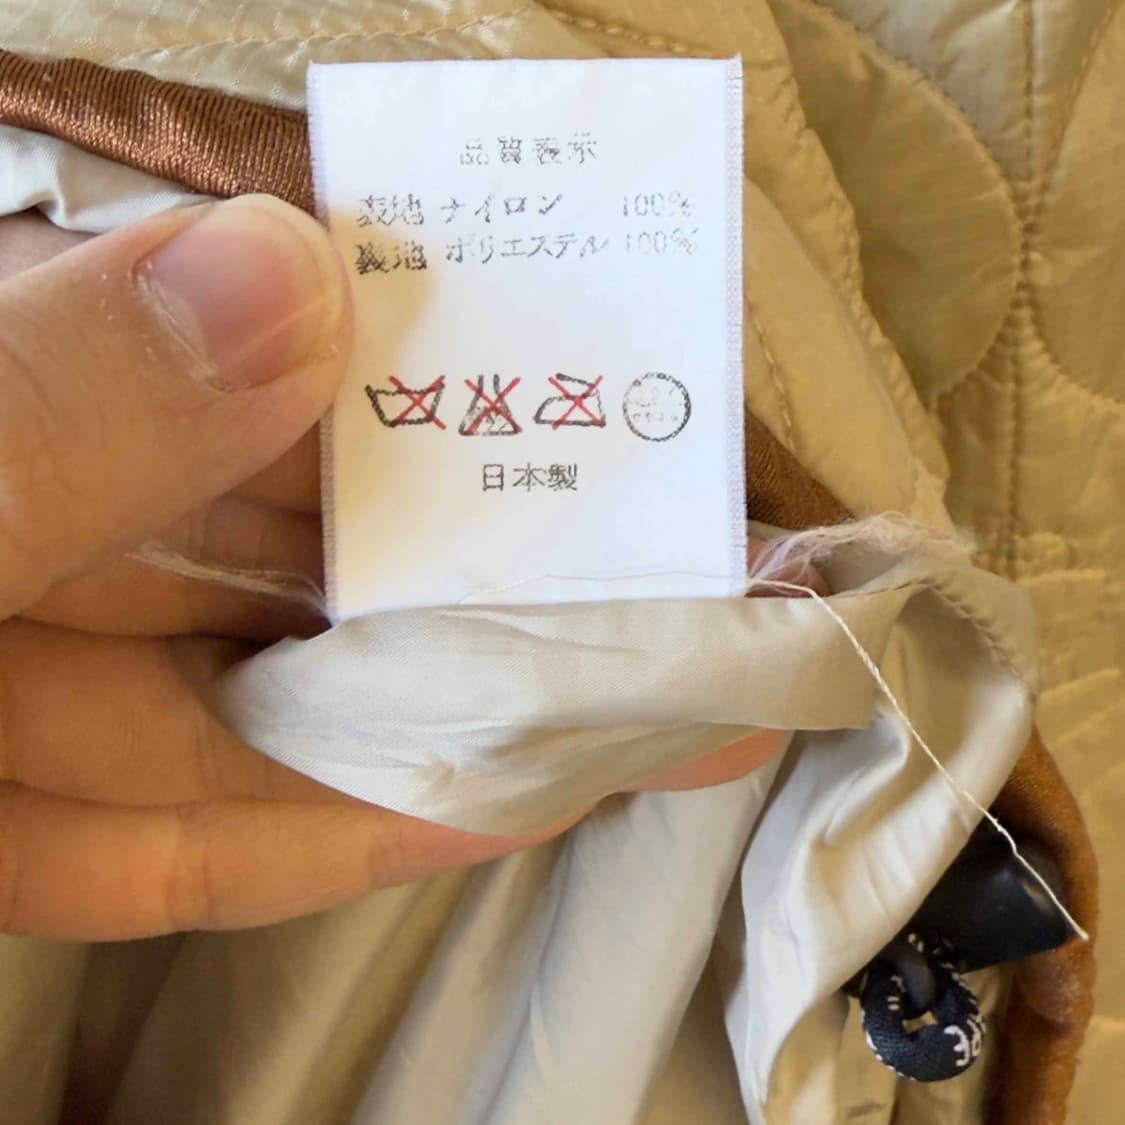 品質表示
表地 ナイロン 100%
裏地 ポリエステル 100%
日本製